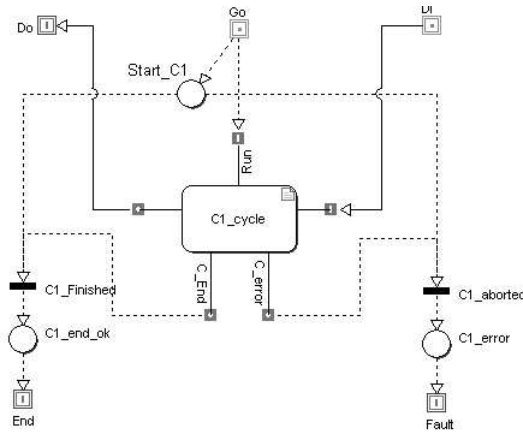 Go
DI
Do
Start_C1
Run
C1_cycle
C_End
C_error
C1_Finished
C1_aborted
C1_end_ok
C1_error
End
Fault